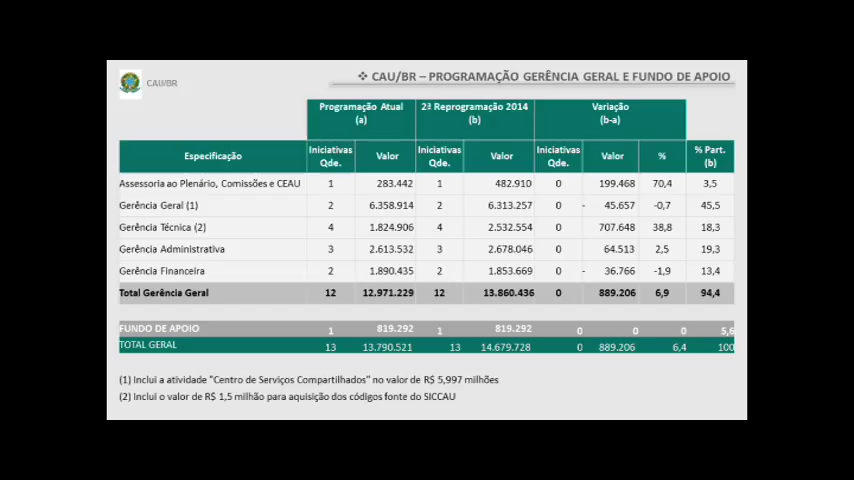 CAU/BR
❖ CAU/BR – PROGRAMAÇÃO GERÊNCIA GERAL E FUNDO DE APOIO
Programação Atual (a) 2ª Reprogramação 2014 (b) Variação (b-a)
Especificação Iniciativas Qde. Valor Iniciativas Qde. Valor Iniciativas Qde. Valor % % Part. (b)
Assessoria ao Plenário, Comissões e CEAU 1 283.442 1 482.910 0 199.468 70,4 3,5
Gerência Geral (1) 2 6.358.914 2 6.313.257 0 - 45.657 -0,7 45,5
Gerência Técnica (2) 4 1.824.906 4 2.532.554 0 707.648 38,8 18,3
Gerência Administrativa 3 2.613.532 3 2.678.046 0 64.513 2,5 19,3
Gerência Financeira 2 1.890.435 2 1.853.669 0 - 36.766 -1,9 13,4
Total Gerência Geral 12 12.971.229 12 13.860.436 0 889.206 6,9 94,4
FUNDO DE APOIO 1 819.292 1 819.292 0 0 0 5,6
TOTAL GERAL 13 13.790.521 13 14.679.728 0 889.206 6,4 100
(1) Inclui a atividade "Centro de Serviços Compartilhados" no valor de R$ 5,997 milhões
(2) Inclui o valor de R$ 1,5 milhão para aquisição dos códigos fonte do SICCAU